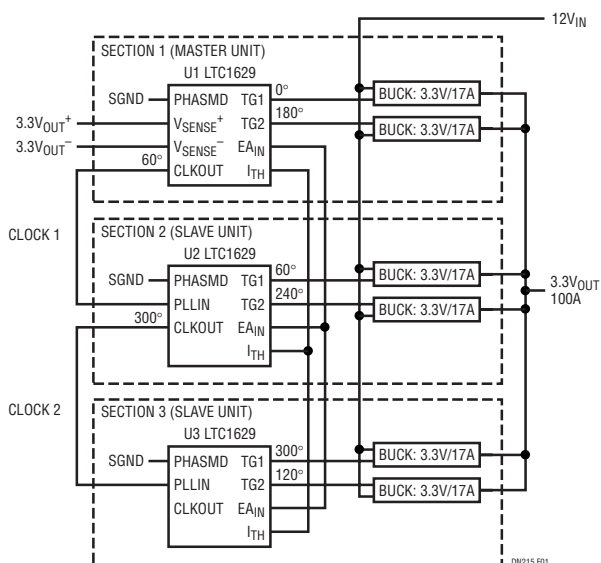 12V_IN
SECTION 1 (MASTER UNIT)
U1 LTC1629
SGND
PHASMD TG1
0°
BUCK: 3.3V/17A
3.3V_OUT+
V_SENSE+ TG2
180°
BUCK: 3.3V/17A
3.3V_OUT–
V_SENSE– EA_IN
60°
CLKOUT I_TH
CLOCK 1
SECTION 2 (SLAVE UNIT)
U2 LTC1629
SGND
PHASMD TG1
60°
BUCK: 3.3V/17A
PLLIN TG2
240°
BUCK: 3.3V/17A
3.3V_OUT
100A
300°
CLKOUT EA_IN
I_TH
CLOCK 2
SECTION 3 (SLAVE UNIT)
U3 LTC1629
SGND
PHASMD TG1
300°
BUCK: 3.3V/17A
PLLIN TG2
120°
BUCK: 3.3V/17A
CLKOUT EA_IN
I_TH
DN215 F01